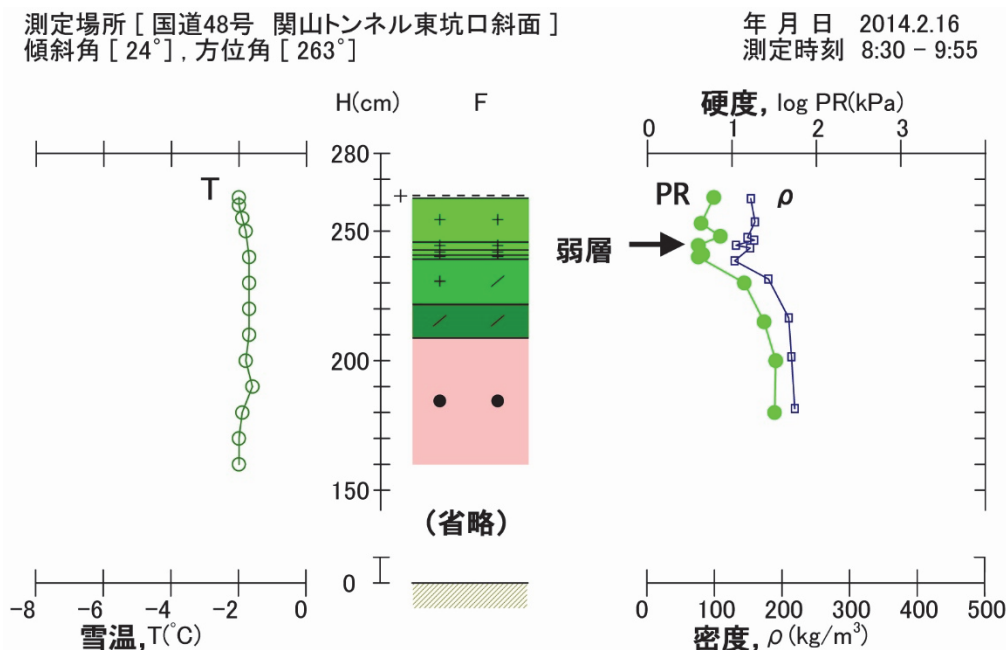 測定場所 [ 国道48号 関山トンネル東坑口斜面 ]
年 月 日 2014.2.16
傾斜角 [ 24° ] , 方位角 [ 263° ]
測定時刻 8:30 - 9:55
H(cm) F
硬度, log PR(kPa)
0 1 2 3
280
T
PR ρ
250
弱層
200
150
(省略)
0
-8 -6 -4 -2 0
0 100 200 300 400 500
雪温, T(℃)
密度, ρ (kg/m³)